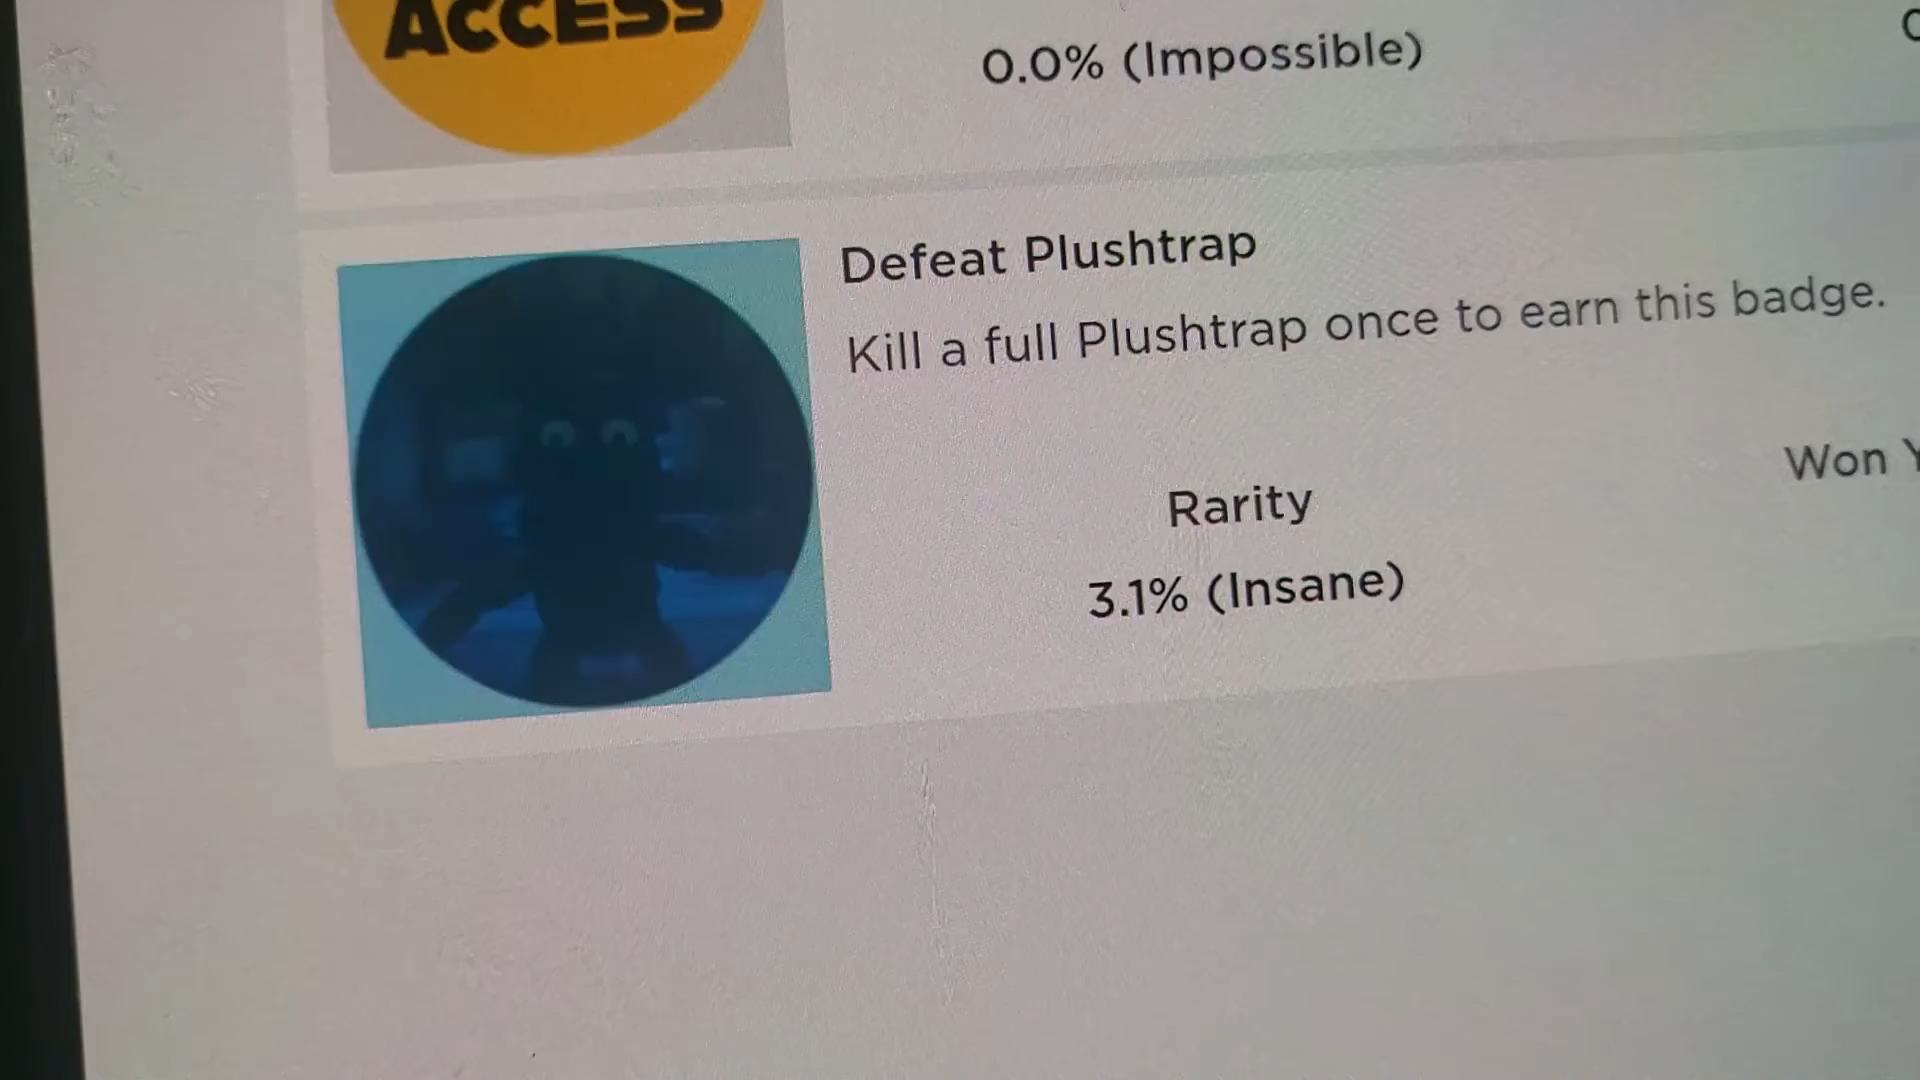 ACCESS
0.0% (Impossible)
Defeat Plushtrap
Kill a full Plushtrap once to earn this badge.
Rarity
Won
3.1% (Insane)